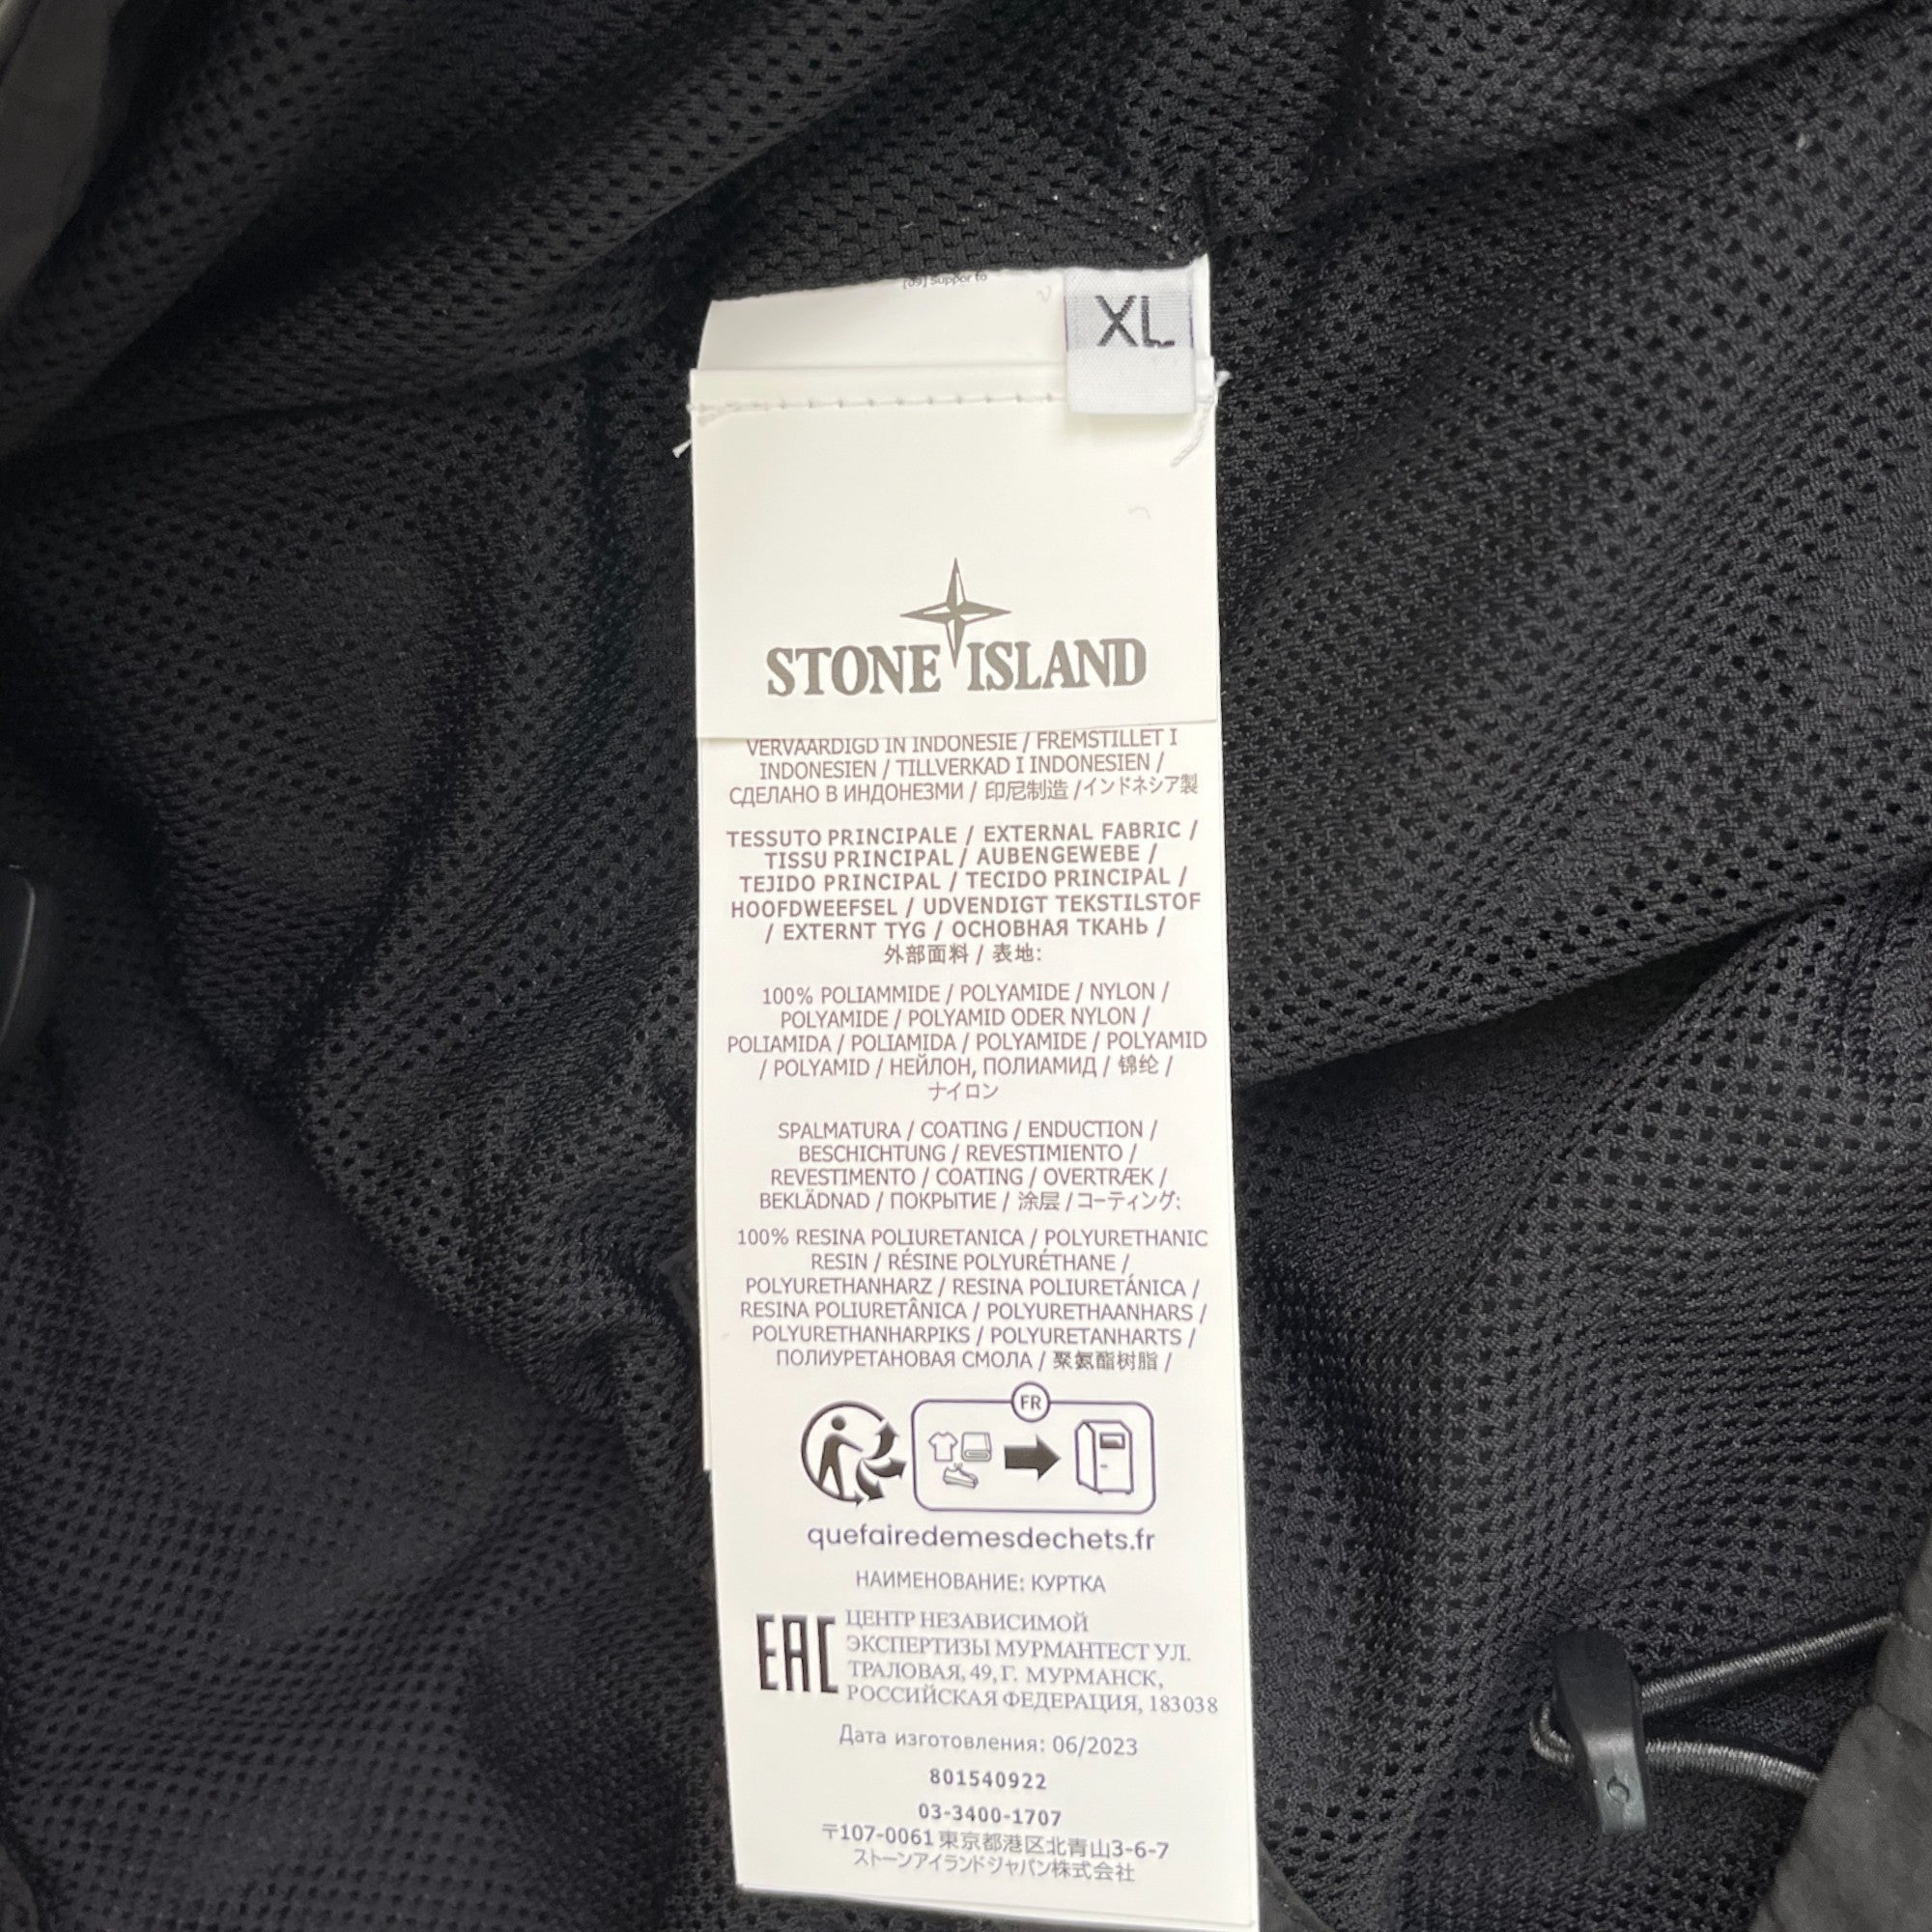 XL
STONE ISLAND
VERVAARDIGD IN INDONESIE / FREMSTILLET I
INDONESIEN / TILLVERKAD I INDONESIEN /
СДЕЛАНО В ИНДОНЕЗМИ / 印尼制造 /インドネシア製
TESSUTO PRINCIPALE / EXTERNAL FABRIC /
TISSU PRINCIPAL / AUBENGEWEBE /
TEJIDO PRINCIPAL / TECIDO PRINCIPAL /
HOOFDWEEFSEL / UDVENDIGT TEKSTILSTOF
/ EXTERNT TYG / ОСНОВНАЯ ТКАНЬ /
外部面料 / 表地:
100% POLIAMMIDE / POLYAMIDE / NYLON /
POLYAMIDE / POLYAMID ODER NYLON /
POLIAMIDA / POLIAMIDA / POLYAMIDE / POLYAMID
/ POLYAMID / НЕЙЛОН, ПОЛИАМИД / 锦纶 /
ナイロン
SPALMATURA / COATING / ENDUCTION /
BESCHICHTUNG / REVESTIMIENTO /
REVESTIMENTO / COATING / OVERTRÆK /
BEKLÄDNAD / ПОКРЫТИЕ / 涂层 /コーティング:
100% RESINA POLIURETANICA / POLYURETHANIC
RESIN / RÉSINE POLYURÉTHANE /
POLYURETHANHARZ / RESINA POLIURETÁNICA /
RESINA POLIURETÂNICA / POLYURETHAANHARS /
POLYURETHANHARPIKS / POLYURETANHARTS /
ПОЛИУРЕТАНОВАЯ СМОЛА / 聚氨酯树脂 /
FR
quefairedemesdechets.fr
НАИМЕНОВАНИЕ: КУРТКА
EAC
ЦЕНТР НЕЗАВИСИМОЙ
ЭКСПЕРТИЗЫ МУРМАНТЕСТ УЛ.
ТРАЛОВАЯ, 49, Г. МУРМАНСК,
РОССИЙСКАЯ ФЕДЕРАЦИЯ, 183038
Дата изготовления: 06/2023
801540922
03-3400-1707
〒107-0061 東京都港区北青山3-6-7
ストーンアイランドジャパン株式会社